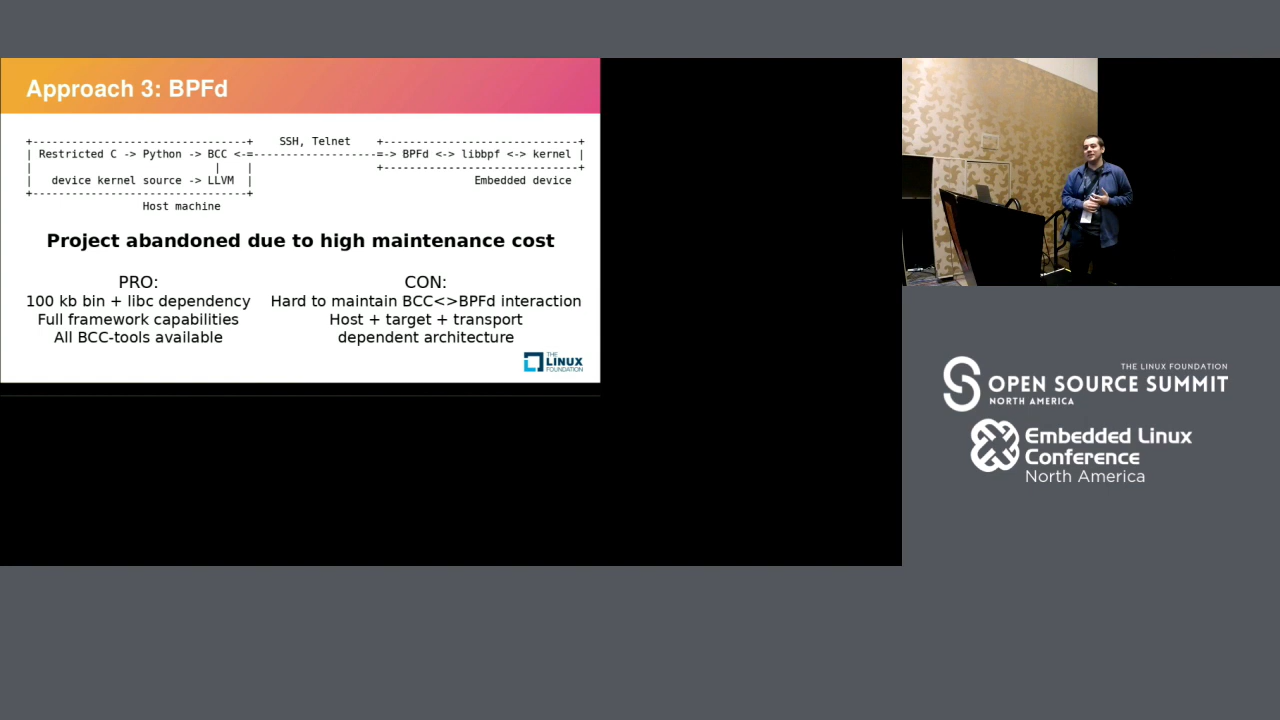 Approach 3: BPFd
+----------------------------------+    SSH, Telnet    +-------------------------------+
| Restricted C -> Python -> BCC <-=-------------------=-> BPFd <-> libbpf <-> kernel |
|                            |    |                   +-------------------------------+
|   device kernel source -> LLVM  |                                  Embedded device
+----------------------------------+
Host machine
Project abandoned due to high maintenance cost
PRO:
100 kb bin + libc dependency
Full framework capabilities
All BCC-tools available
CON:
Hard to maintain BCC<>BPFd interaction
Host + target + transport
dependent architecture
THE
LINUX
FOUNDATION
THE LINUX FOUNDATION
OPEN SOURCE SUMMIT
NORTH AMERICA
Embedded Linux
Conference
North America